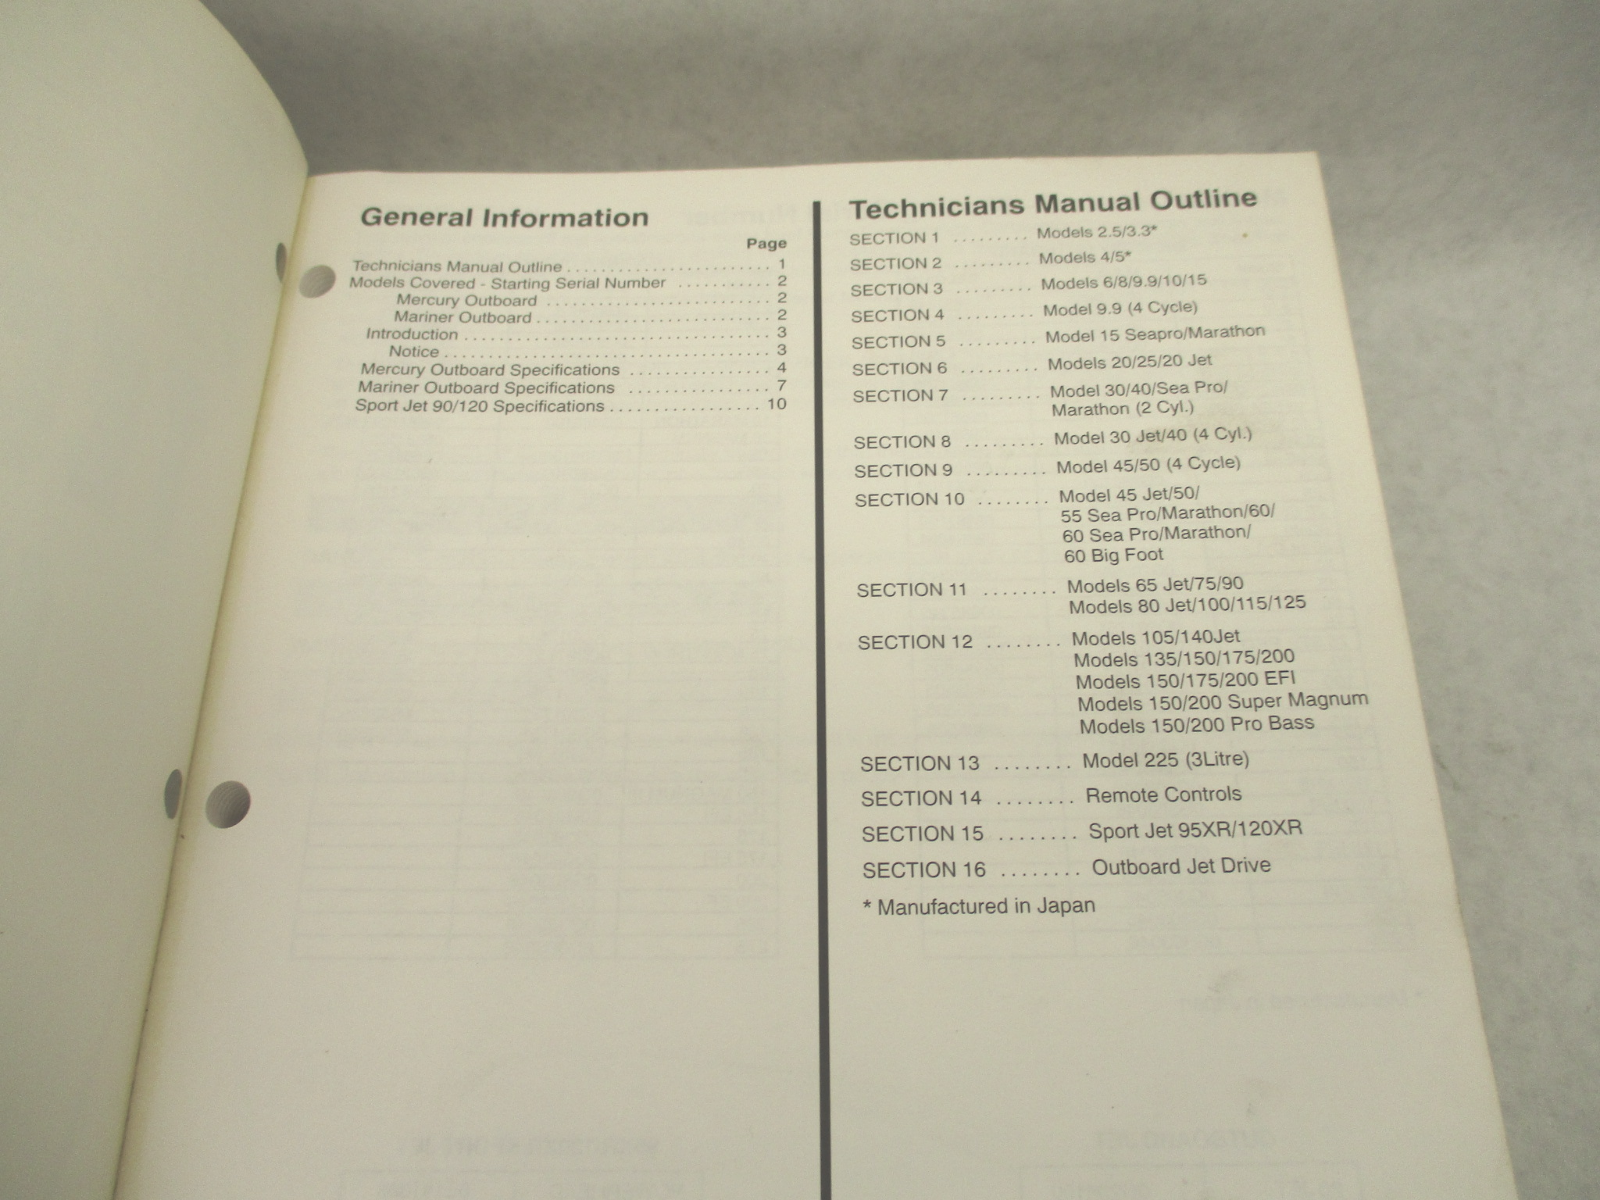 General Information
Page
Technicians Manual Outline . . . . . . . . . . . . . . . . . . . . . . . . 1
Models Covered - Starting Serial Number . . . . . . . . . . . 2
Mercury Outboard . . . . . . . . . . . . . . . . . . . . . . . . . . 2
Mariner Outboard . . . . . . . . . . . . . . . . . . . . . . . . . . . 2
Introduction . . . . . . . . . . . . . . . . . . . . . . . . . . . . . . . . . . . 3
Notice . . . . . . . . . . . . . . . . . . . . . . . . . . . . . . . . . . . . . 3
Mercury Outboard Specifications . . . . . . . . . . . . . . . . 4
Mariner Outboard Specifications . . . . . . . . . . . . . . . . 7
Sport Jet 90/120 Specifications . . . . . . . . . . . . . . . . . 10
Technicians Manual Outline
SECTION 1 . . . . . . . . . Models 2.5/3.3*
SECTION 2 . . . . . . . . . Models 4/5*
SECTION 3 . . . . . . . . . Models 6/8/9.9/10/15
SECTION 4 . . . . . . . . . Model 9.9 (4 Cycle)
SECTION 5 . . . . . . . . . Model 15 Seapro/Marathon
SECTION 6 . . . . . . . . . Models 20/25/20 Jet
SECTION 7 . . . . . . . . . Model 30/40/Sea Pro/
Marathon (2 Cyl.)
SECTION 8 . . . . . . . . . Model 30 Jet/40 (4 Cyl.)
SECTION 9 . . . . . . . . . Model 45/50 (4 Cycle)
SECTION 10 . . . . . . . . Model 45 Jet/50/
55 Sea Pro/Marathon/60/
60 Sea Pro/Marathon/
60 Big Foot
SECTION 11 . . . . . . . . Models 65 Jet/75/90
Models 80 Jet/100/115/125
SECTION 12 . . . . . . . . Models 105/140Jet
Models 135/150/175/200
Models 150/175/200 EFI
Models 150/200 Super Magnum
Models 150/200 Pro Bass
SECTION 13 . . . . . . . . Model 225 (3Litre)
SECTION 14 . . . . . . . . Remote Controls
SECTION 15 . . . . . . . . Sport Jet 95XR/120XR
SECTION 16 . . . . . . . . Outboard Jet Drive
* Manufactured in Japan